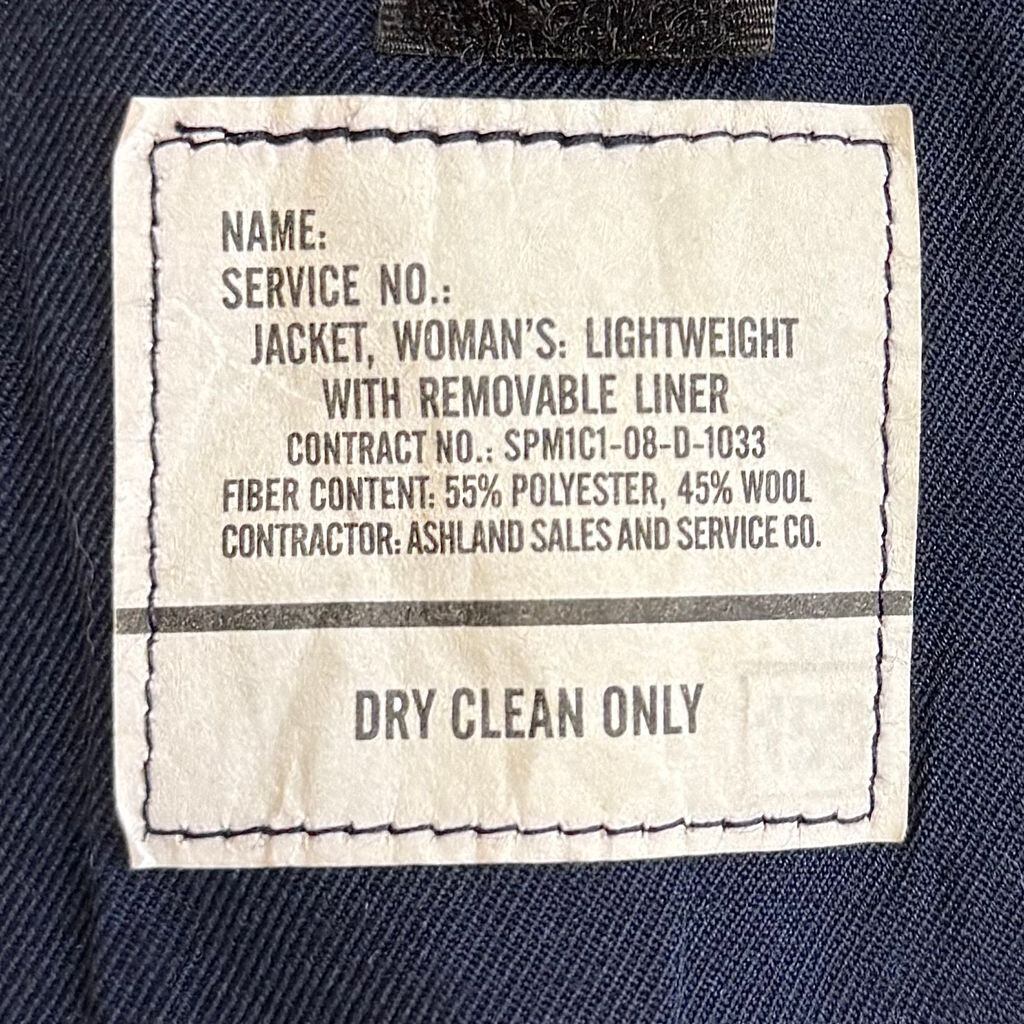 NAME:
SERVICE NO.:
JACKET, WOMAN'S: LIGHTWEIGHT
WITH REMOVABLE LINER
CONTRACT NO.: SPM1C1-08-D-1033
FIBER CONTENT: 55% POLYESTER, 45% WOOL
CONTRACTOR: ASHLAND SALES AND SERVICE CO.
DRY CLEAN ONLY